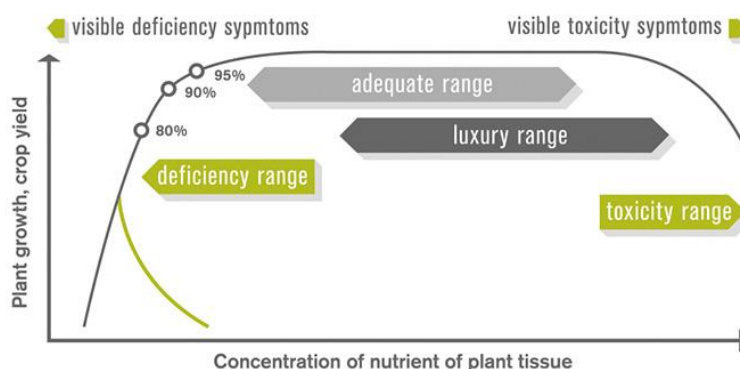 visible deficiency sypmtoms
visible toxicity sypmtoms
95%
90%
80%
adequate range
luxury range
deficiency range
toxicity range
Plant growth, crop yield
Concentration of nutrient of plant tissue